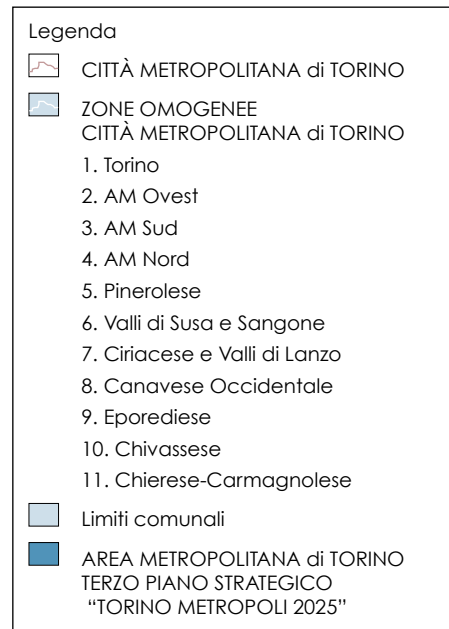 Legenda
CITTÀ METROPOLITANA di TORINO
ZONE OMOGENEE
CITTÀ METROPOLITANA di TORINO
1. Torino
2. AM Ovest
3. AM Sud
4. AM Nord
5. Pinerolese
6. Valli di Susa e Sangone
7. Ciriacese e Valli di Lanzo
8. Canavese Occidentale
9. Eporediese
10. Chivassese
11. Chierese-Carmagnolese
Limiti comunali
AREA METROPOLITANA di TORINO
TERZO PIANO STRATEGICO
“TORINO METROPOLI 2025”